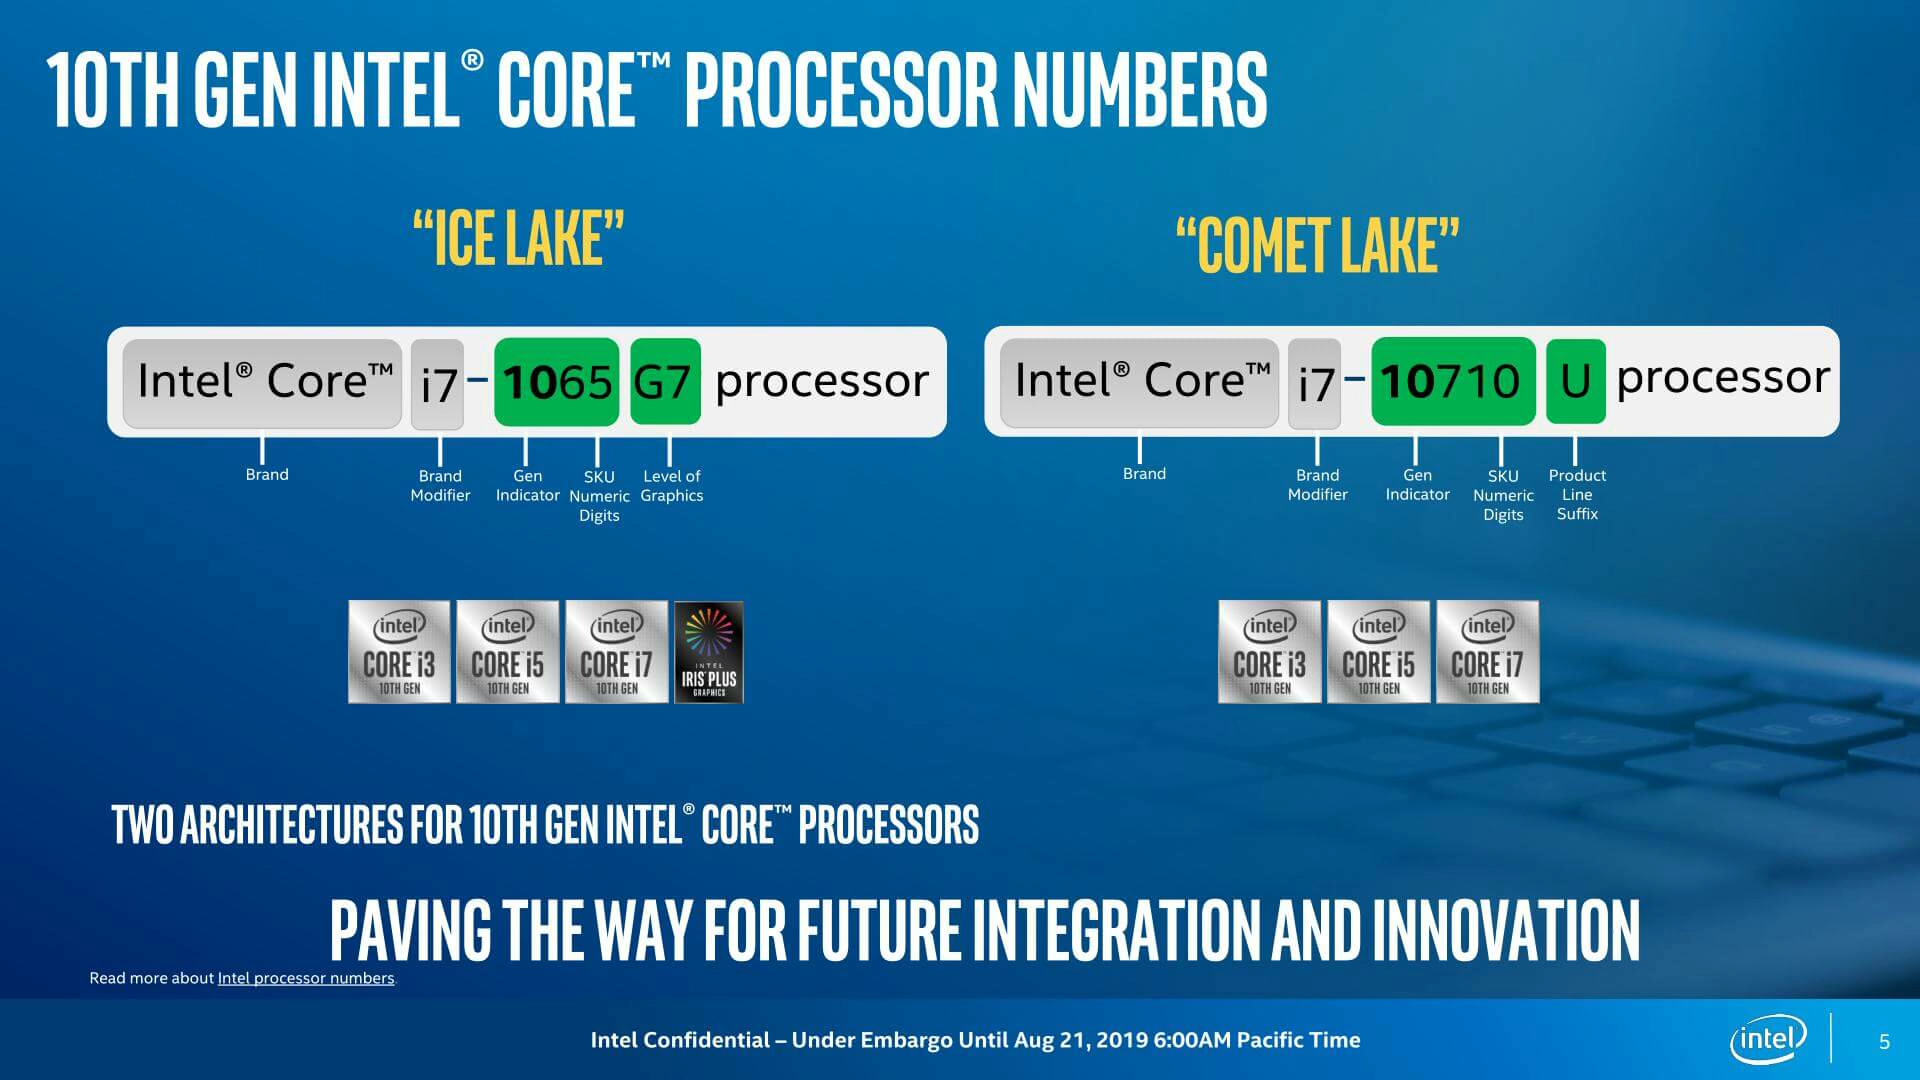 10TH GEN INTEL® CORE™ PROCESSOR NUMBERS
“ICE LAKE”
Intel® Core™ i7-1065 G7 processor
Brand
Brand
Modifier
Gen
Indicator
SKU
Numeric
Digits
Level of
Graphics
intel
CORE i3
10TH GEN
intel
CORE i5
10TH GEN
intel
CORE i7
10TH GEN
INTEL
IRIS PLUS
GRAPHICS
“COMET LAKE”
Intel® Core™ i7-10710 U processor
Brand
Brand
Modifier
Gen
Indicator
SKU
Numeric
Digits
Product
Line
Suffix
intel
CORE i3
10TH GEN
intel
CORE i5
10TH GEN
intel
CORE i7
10TH GEN
TWO ARCHITECTURES FOR 10TH GEN INTEL® CORE™ PROCESSORS
PAVING THE WAY FOR FUTURE INTEGRATION AND INNOVATION
Read more about Intel processor numbers.
Intel Confidential – Under Embargo Until Aug 21, 2019 6:00AM Pacific Time
intel
5